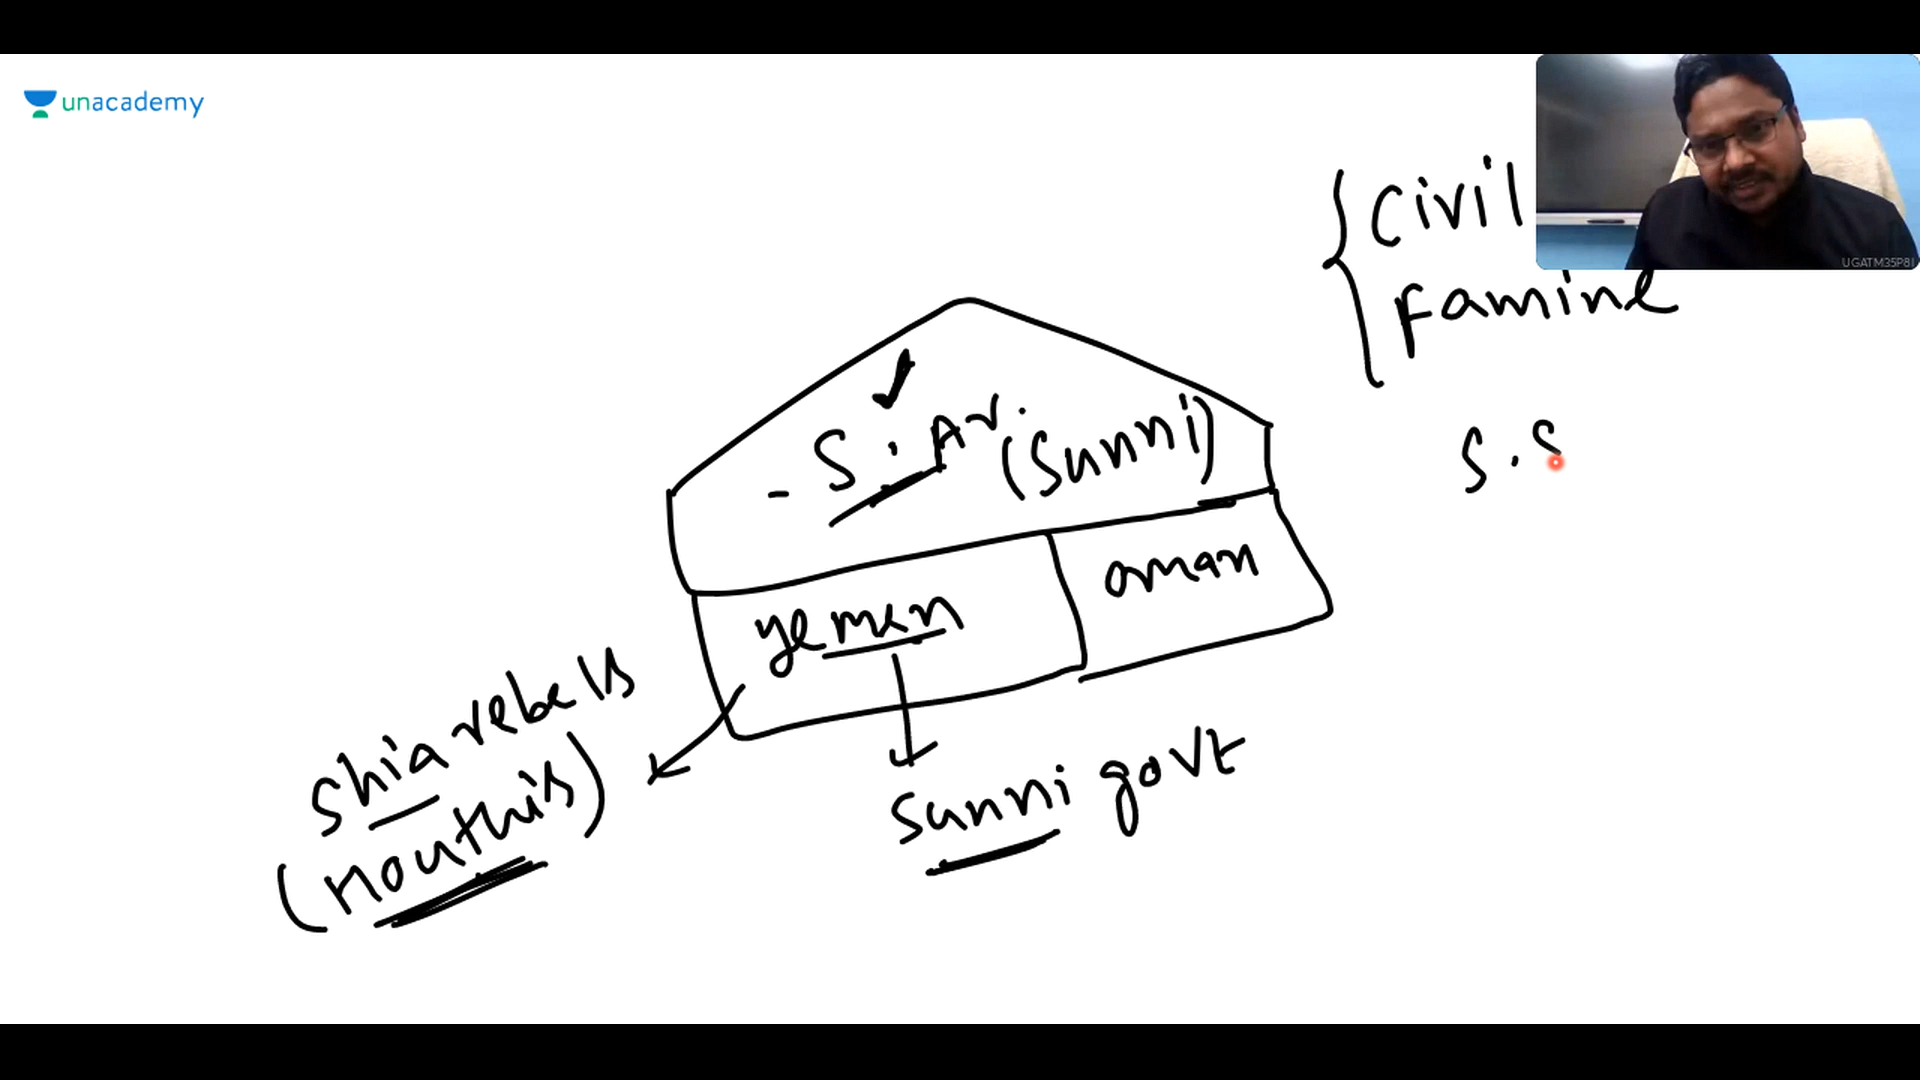 unacademy
UGATM35P8I
{ Civil
Famine
- S. Ar. (Sunni)
S.S
yemen
oman
Shia rebels
(Houthis)
Sunni govt